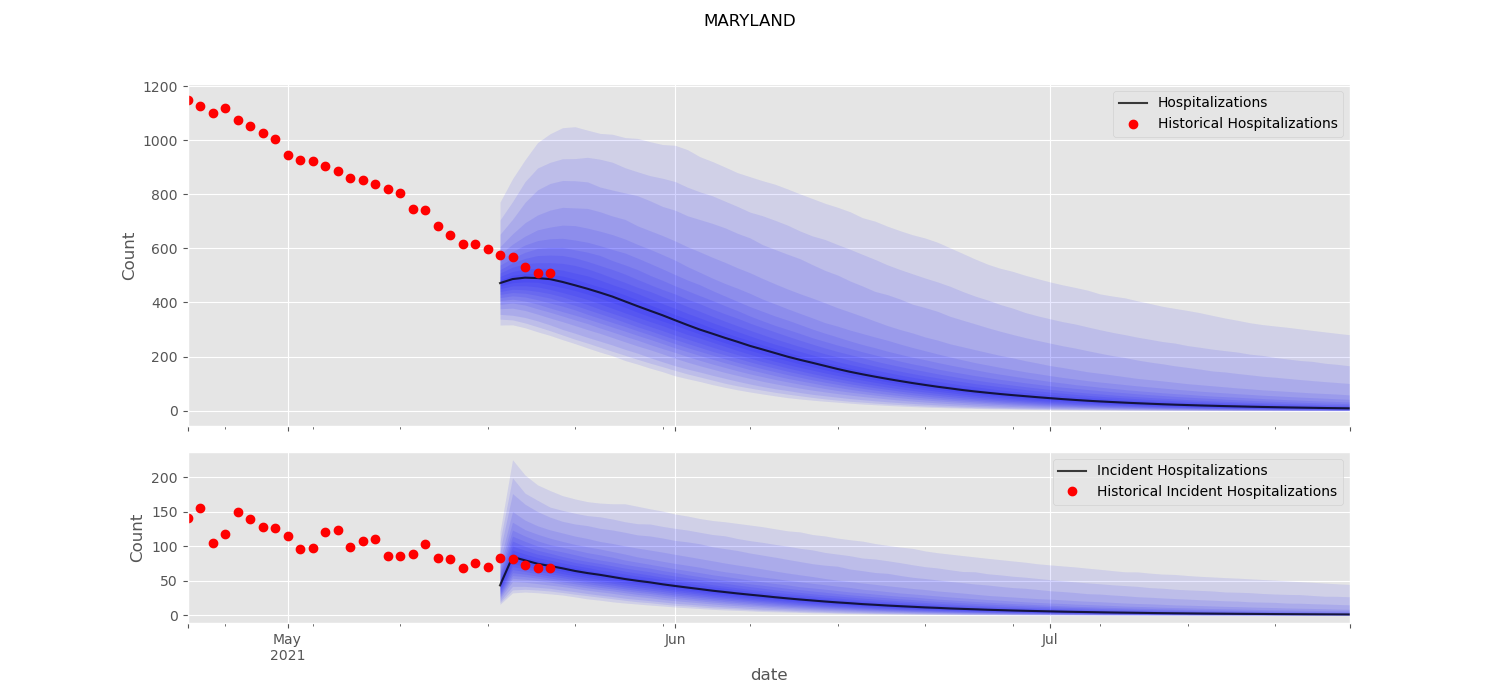 MARYLAND
1200
1000
800
600
400
200
0
Count
Hospitalizations
Historical Hospitalizations
200
150
100
50
0
Count
Incident Hospitalizations
Historical Incident Hospitalizations
May
2021
Jun
Jul
date